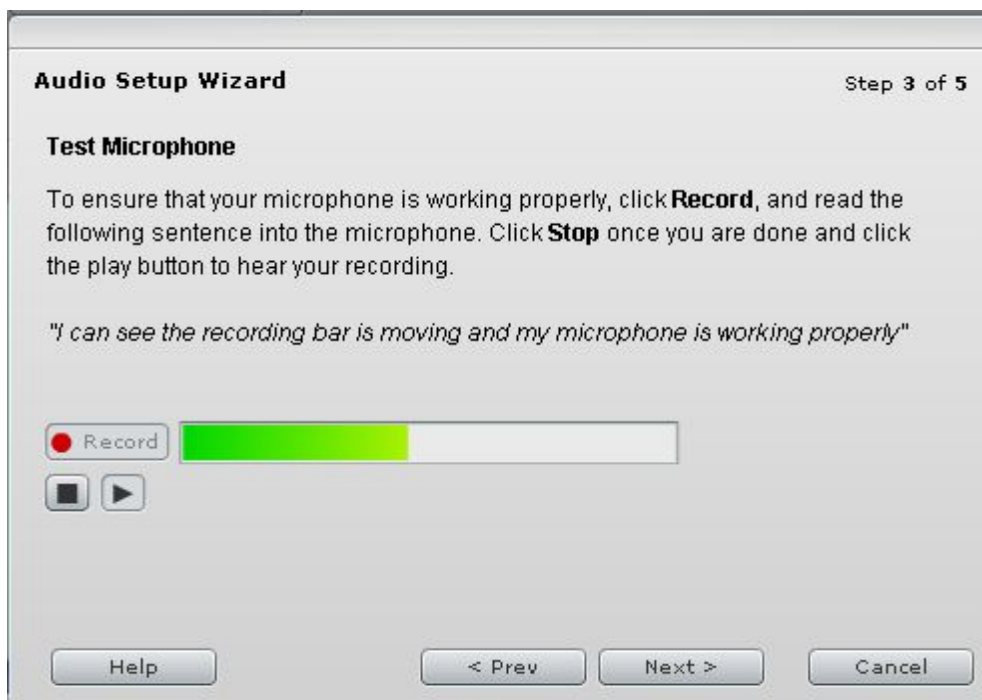 Audio Setup Wizard
Step 3 of 5
Test Microphone
To ensure that your microphone is working properly, click Record, and read the
following sentence into the microphone. Click Stop once you are done and click
the play button to hear your recording.
"I can see the recording bar is moving and my microphone is working properly"
Record
Help
< Prev
Next >
Cancel